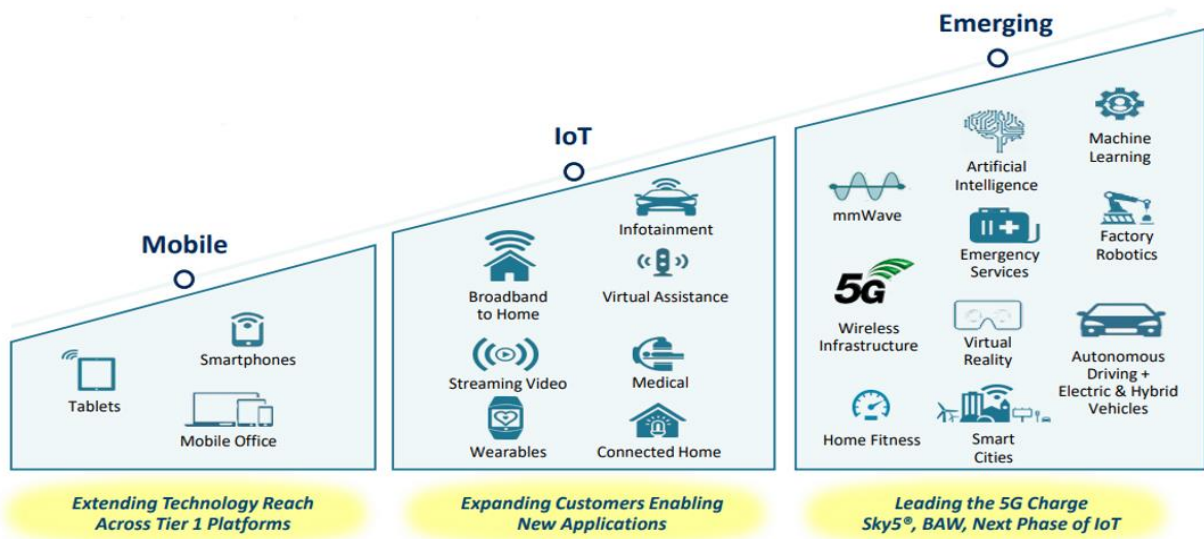 Mobile
Smartphones
Tablets
Mobile Office
Extending Technology Reach
Across Tier 1 Platforms
IoT
Infotainment
Broadband
to Home
Virtual Assistance
Streaming Video
Medical
Wearables
Connected Home
Expanding Customers Enabling
New Applications
Emerging
Machine
Learning
Artificial
Intelligence
mmWave
Factory
Robotics
Emergency
Services
5G
Wireless
Infrastructure
Virtual
Reality
Autonomous
Driving +
Electric & Hybrid
Vehicles
Home Fitness
Smart
Cities
Leading the 5G Charge
Sky5®, BAW, Next Phase of IoT